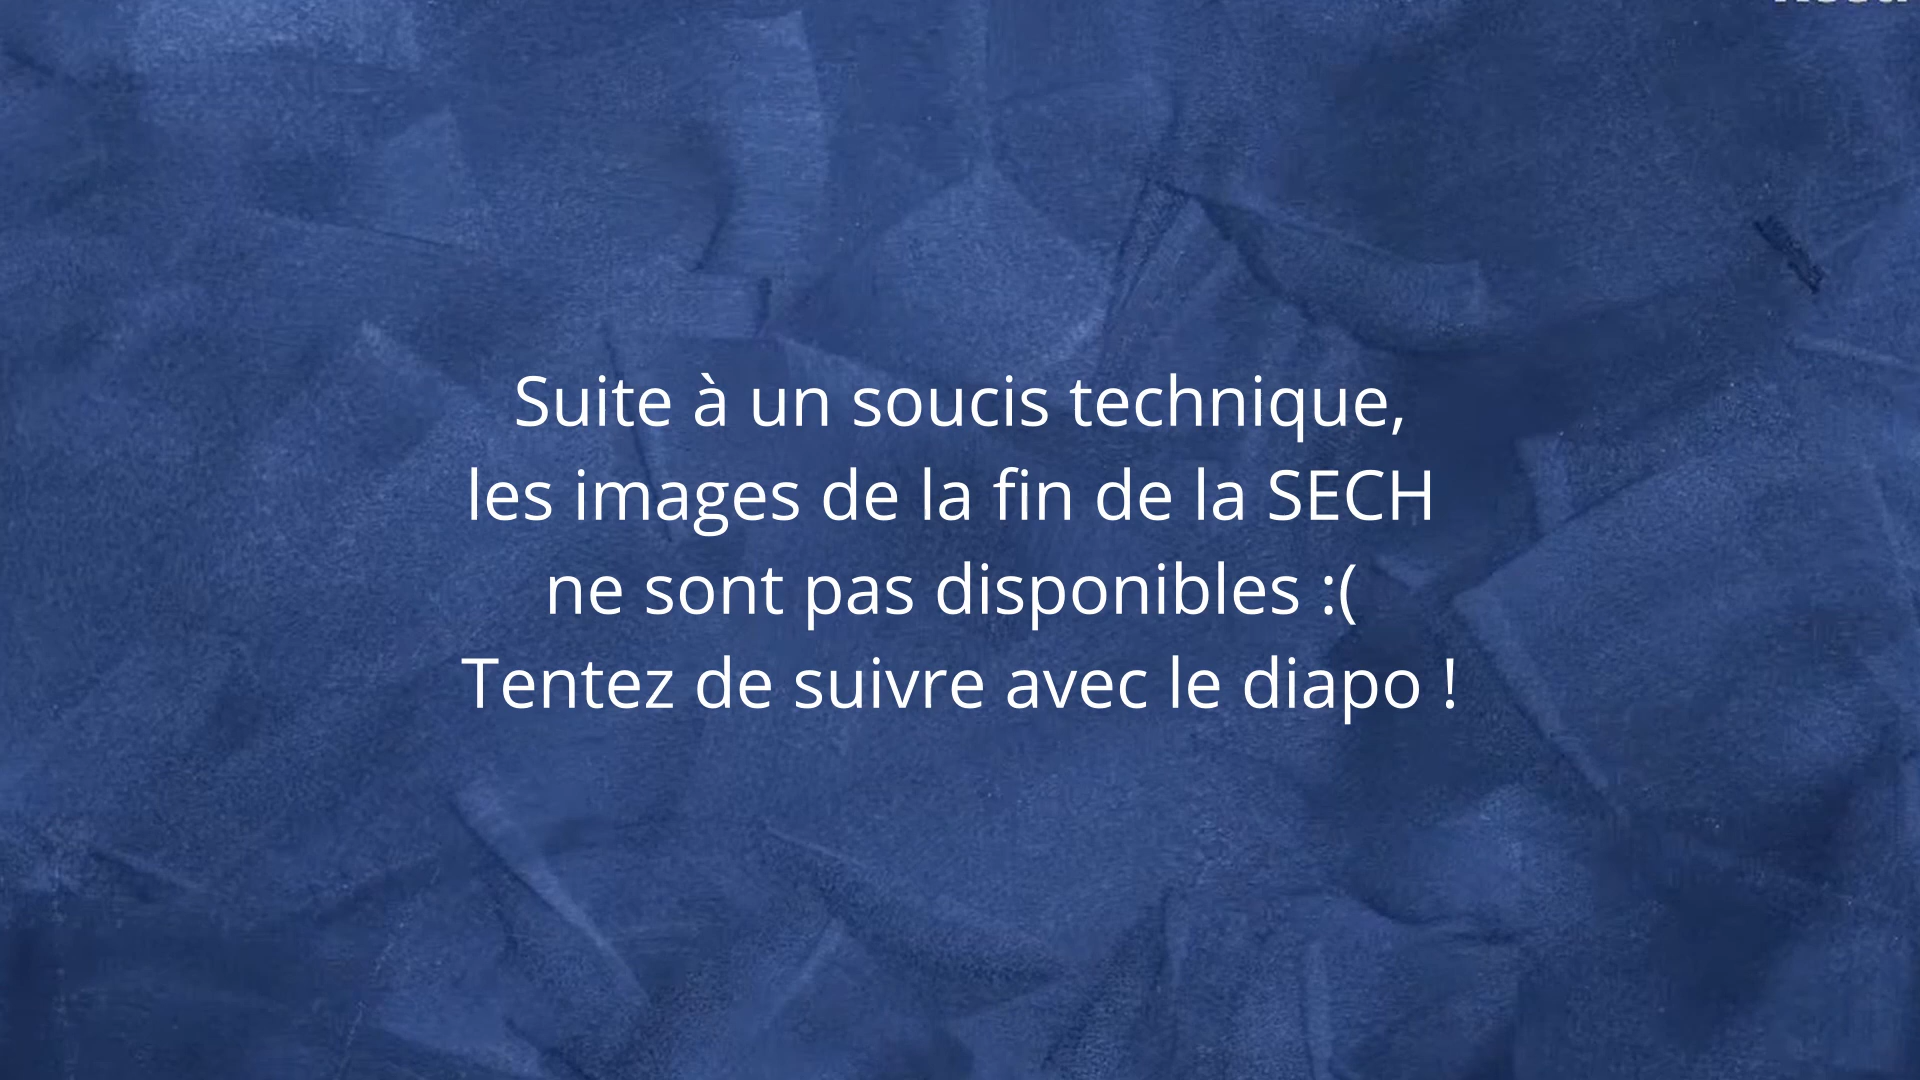 Suite à un soucis technique,
les images de la fin de la SECH
ne sont pas disponibles :(
Tentez de suivre avec le diapo !